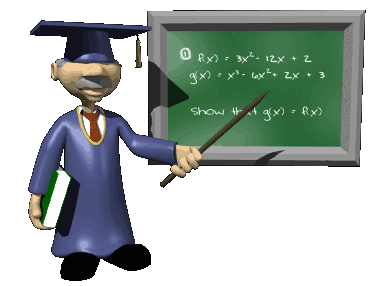 ① f(x) = 3x² - 12x + 2
g(x) = x³ - 6x² + 2x + 3
Show that g(x) = f(x)